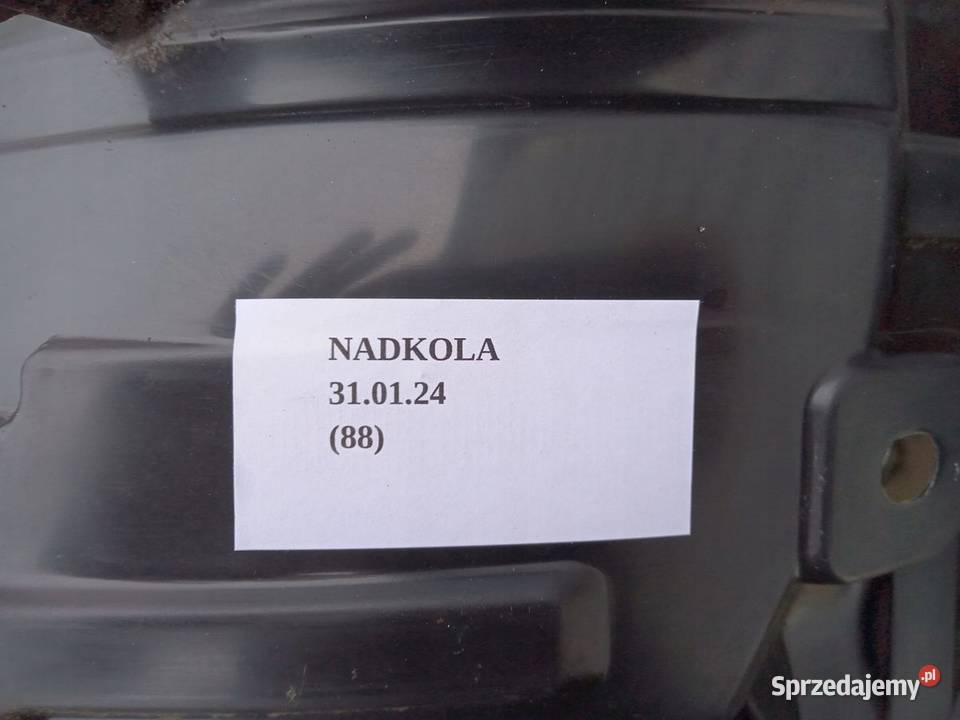 NADKOLA
31.01.24
(88)
Sprzedajemy.pl